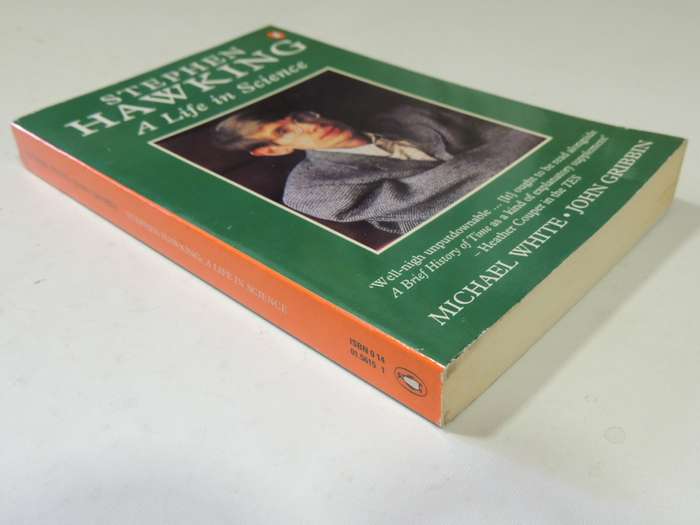 STEPHEN
HAWKING
A Life in Science
'Well-nigh unputdownable ... [It] ought to be read alongside
A Brief History of Time as a kind of explanatory supplement'
– Heather Couper in the TES
MICHAEL WHITE • JOHN GRIBBIN
STEPHEN HAWKING: A LIFE IN SCIENCE
ISBN 0 14
01.5615 1